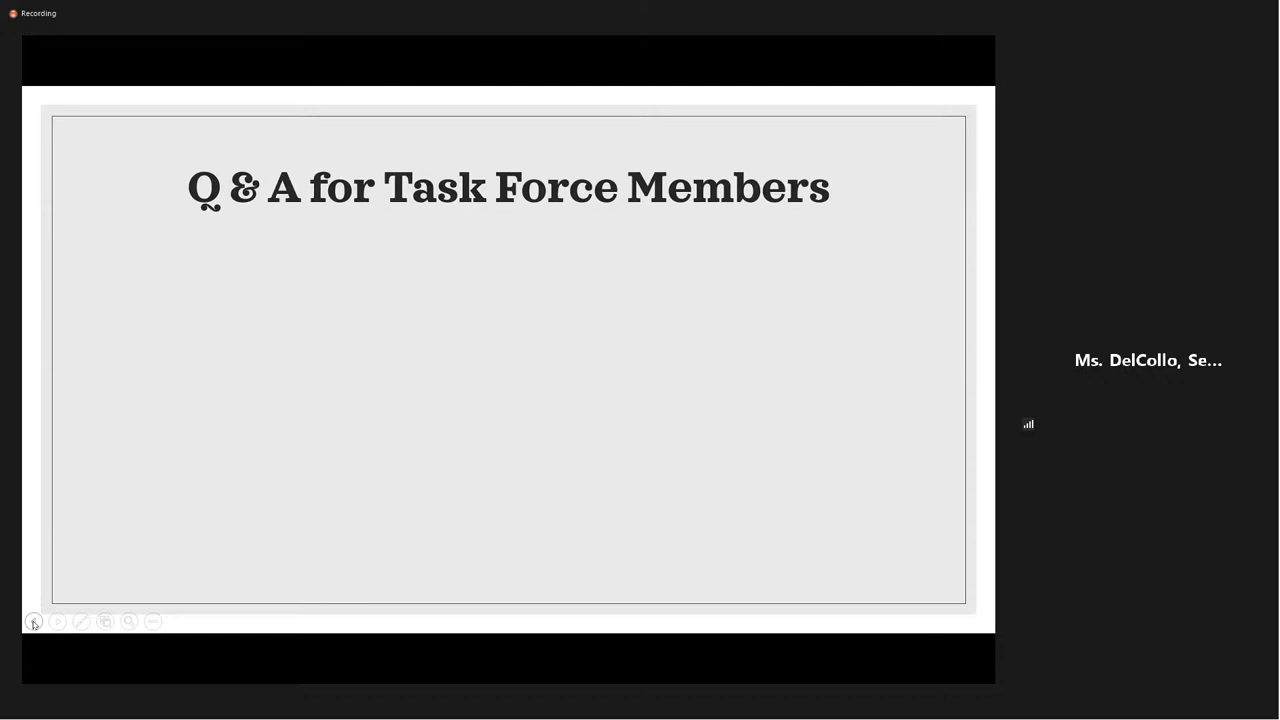 Recording
Q & A for Task Force Members
Ms. DelCollo, Se...